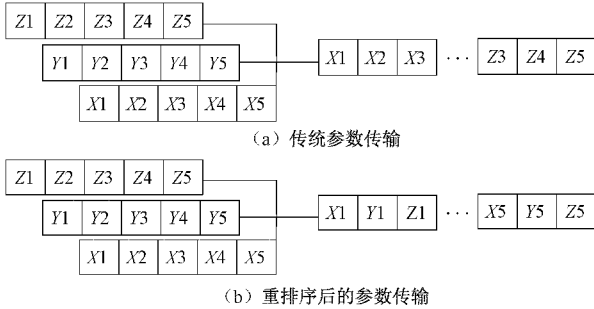 Z1 Z2 Z3 Z4 Z5
Y1 Y2 Y3 Y4 Y5
X1 X2 X3 ··· Z3 Z4 Z5
X1 X2 X3 X4 X5
(a) 传统参数传输
Z1 Z2 Z3 Z4 Z5
Y1 Y2 Y3 Y4 Y5
X1 Y1 Z1 ··· X5 Y5 Z5
X1 X2 X3 X4 X5
(b) 重排序后的参数传输